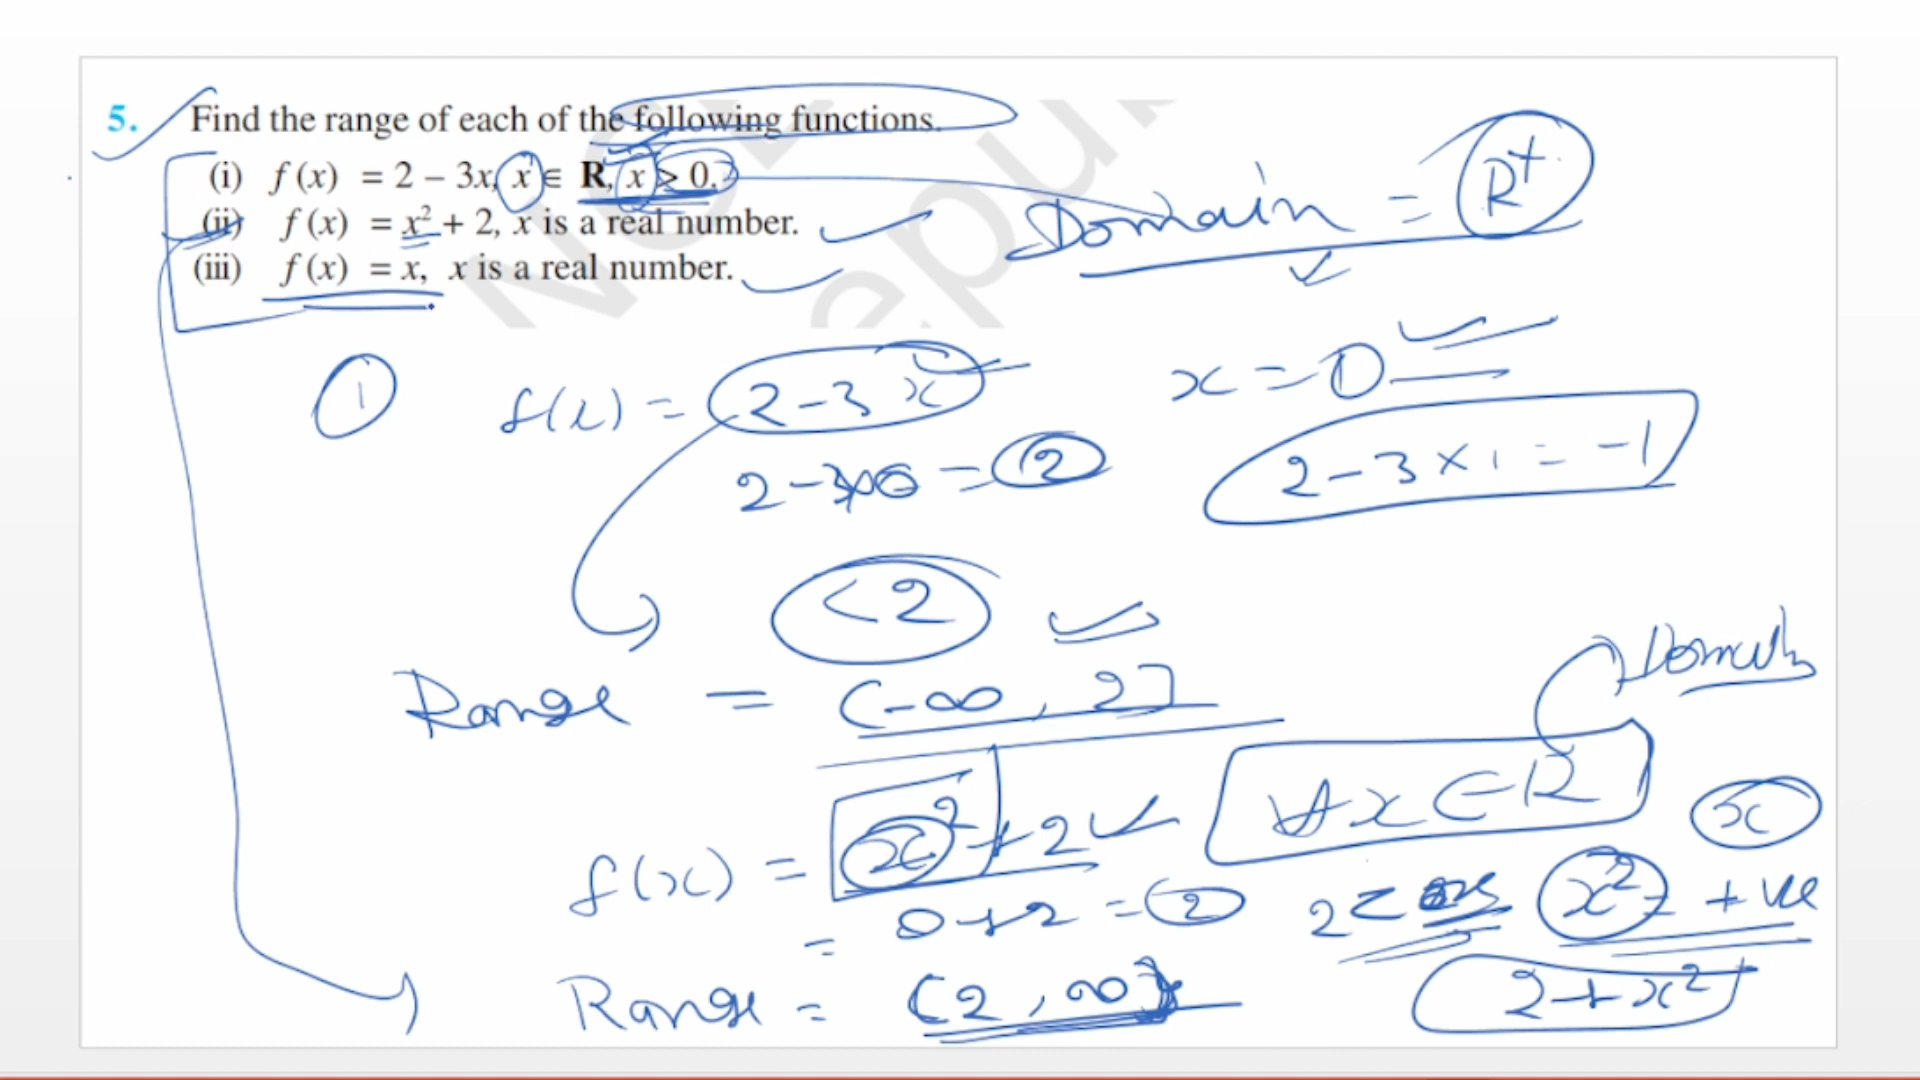 5. Find the range of each of the following functions.
(i) f(x) = 2 – 3x, x ∈ R, x > 0.
(ii) f(x) = x² + 2, x is a real number.
(iii) f(x) = x, x is a real number.
Domain = R⁺
① f(x) = 2-3x
x = 0
2-3×0 = 2
2-3×1 = -1
<2
Range = (-∞, 2]
f(x) = x²+2
∀x∈R
x
0+2 = 2
x² = +ve
Range = [2, ∞)
2+x²